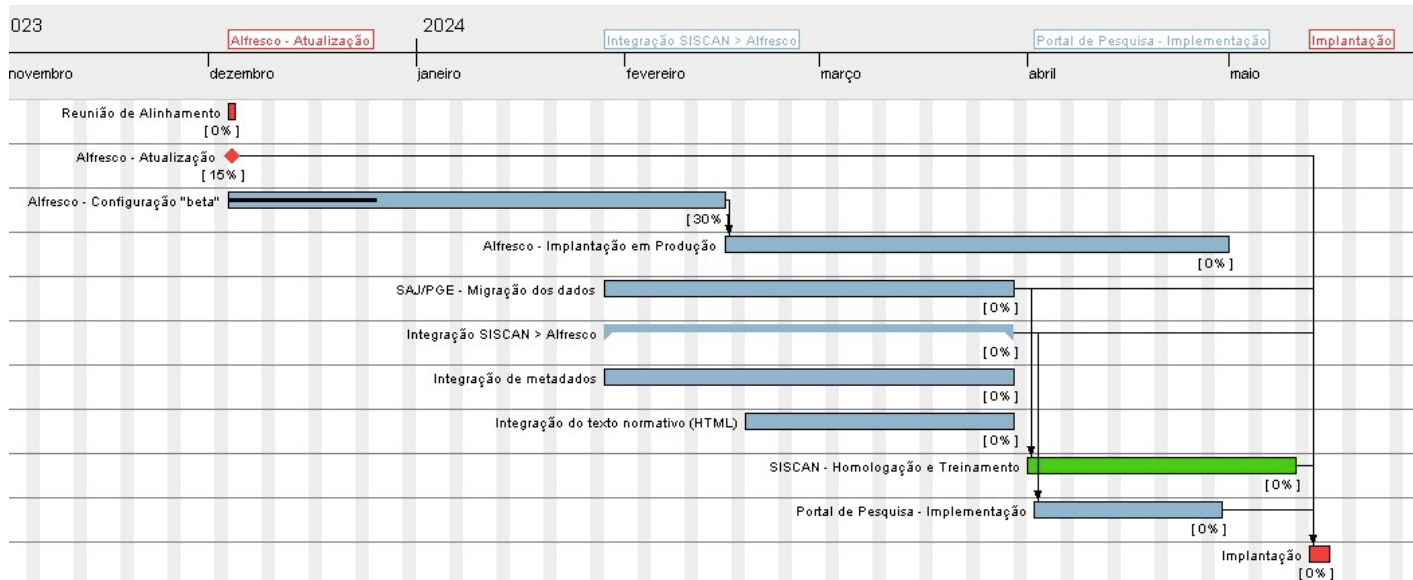 023
2024
Alfresco - Atualização
Integração SISCAN > Alfresco
Portal de Pesquisa - Implementação
Implantação
novembro
dezembro
janeiro
fevereiro
março
abril
maio
Reunião de Alinhamento
[ 0% ]
Alfresco - Atualização
[ 15% ]
Alfresco - Configuração "beta"
[ 30% ]
Alfresco - Implantação em Produção
[ 0% ]
SAJ/PGE - Migração dos dados
[ 0% ]
Integração SISCAN > Alfresco
[ 0% ]
Integração de metadados
[ 0% ]
Integração do texto normativo (HTML)
[ 0% ]
SISCAN - Homologação e Treinamento
[ 0% ]
Portal de Pesquisa - Implementação
[ 0% ]
Implantação
[ 0% ]